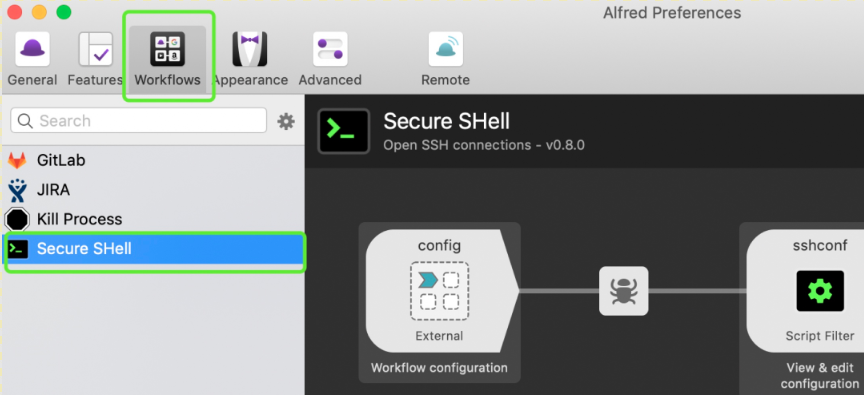 Alfred Preferences
General Features Workflows Appearance Advanced Remote
Search
Secure SHell
Open SSH connections - v0.8.0
GitLab
JIRA
Kill Process
Secure SHell
config
External
Workflow configuration
sshconf
Script Filter
View & edit
configuration